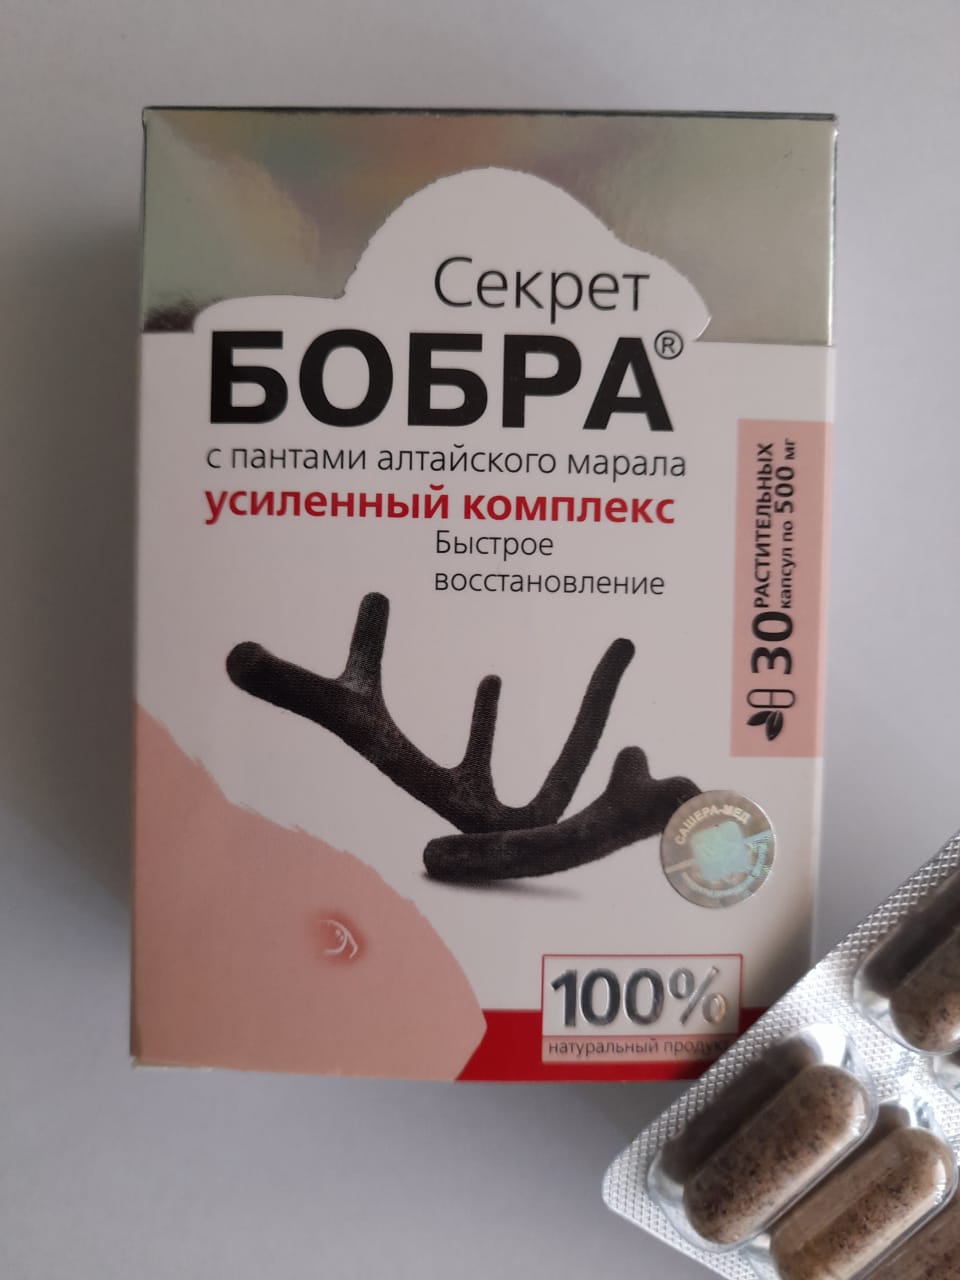 Секрет
БОБРА®
с пантами алтайского марала
усиленный комплекс
Быстрое
восстановление
30 РАСТИТЕЛЬНЫХ
капсул по 500 мг
САШЕРА-МЕД
100%
натуральный продукт